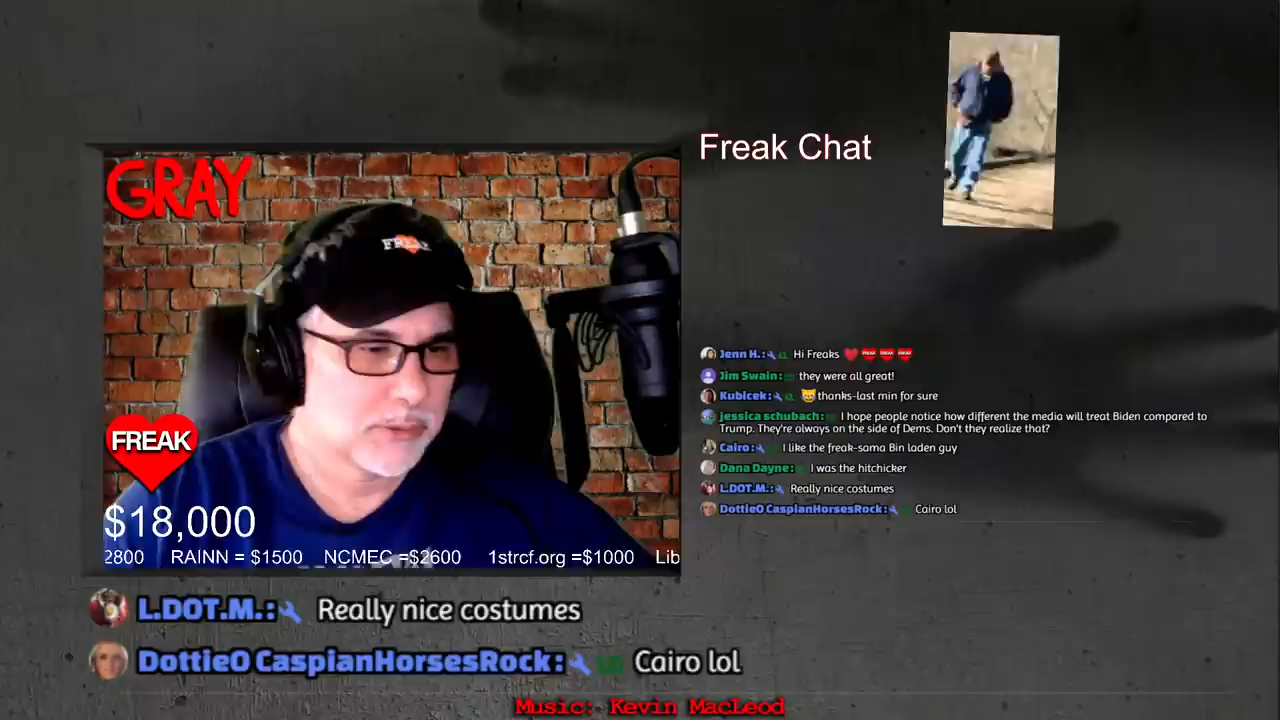 GRAY
FREAK
FREAK
$18,000
2800 RAINN = $1500 NCMEC =$2600 1strcf.org =$1000 Lib
Freak Chat
Jenn H.: Hi Freaks
Jim Swain: they were all great!
Kubicek: thanks-last min for sure
jessica schubach: I hope people notice how different the media will treat Biden compared to
Trump. They're always on the side of Dems. Don't they realize that?
Cairo: I like the freak-sama Bin laden guy
Dana Dayne: I was the hitchicker
L.DOT.M.: Really nice costumes
DottieO CaspianHorsesRock: Cairo lol
L.DOT.M.: Really nice costumes
DottieO CaspianHorsesRock: Cairo lol
Music: Kevin MacLeod